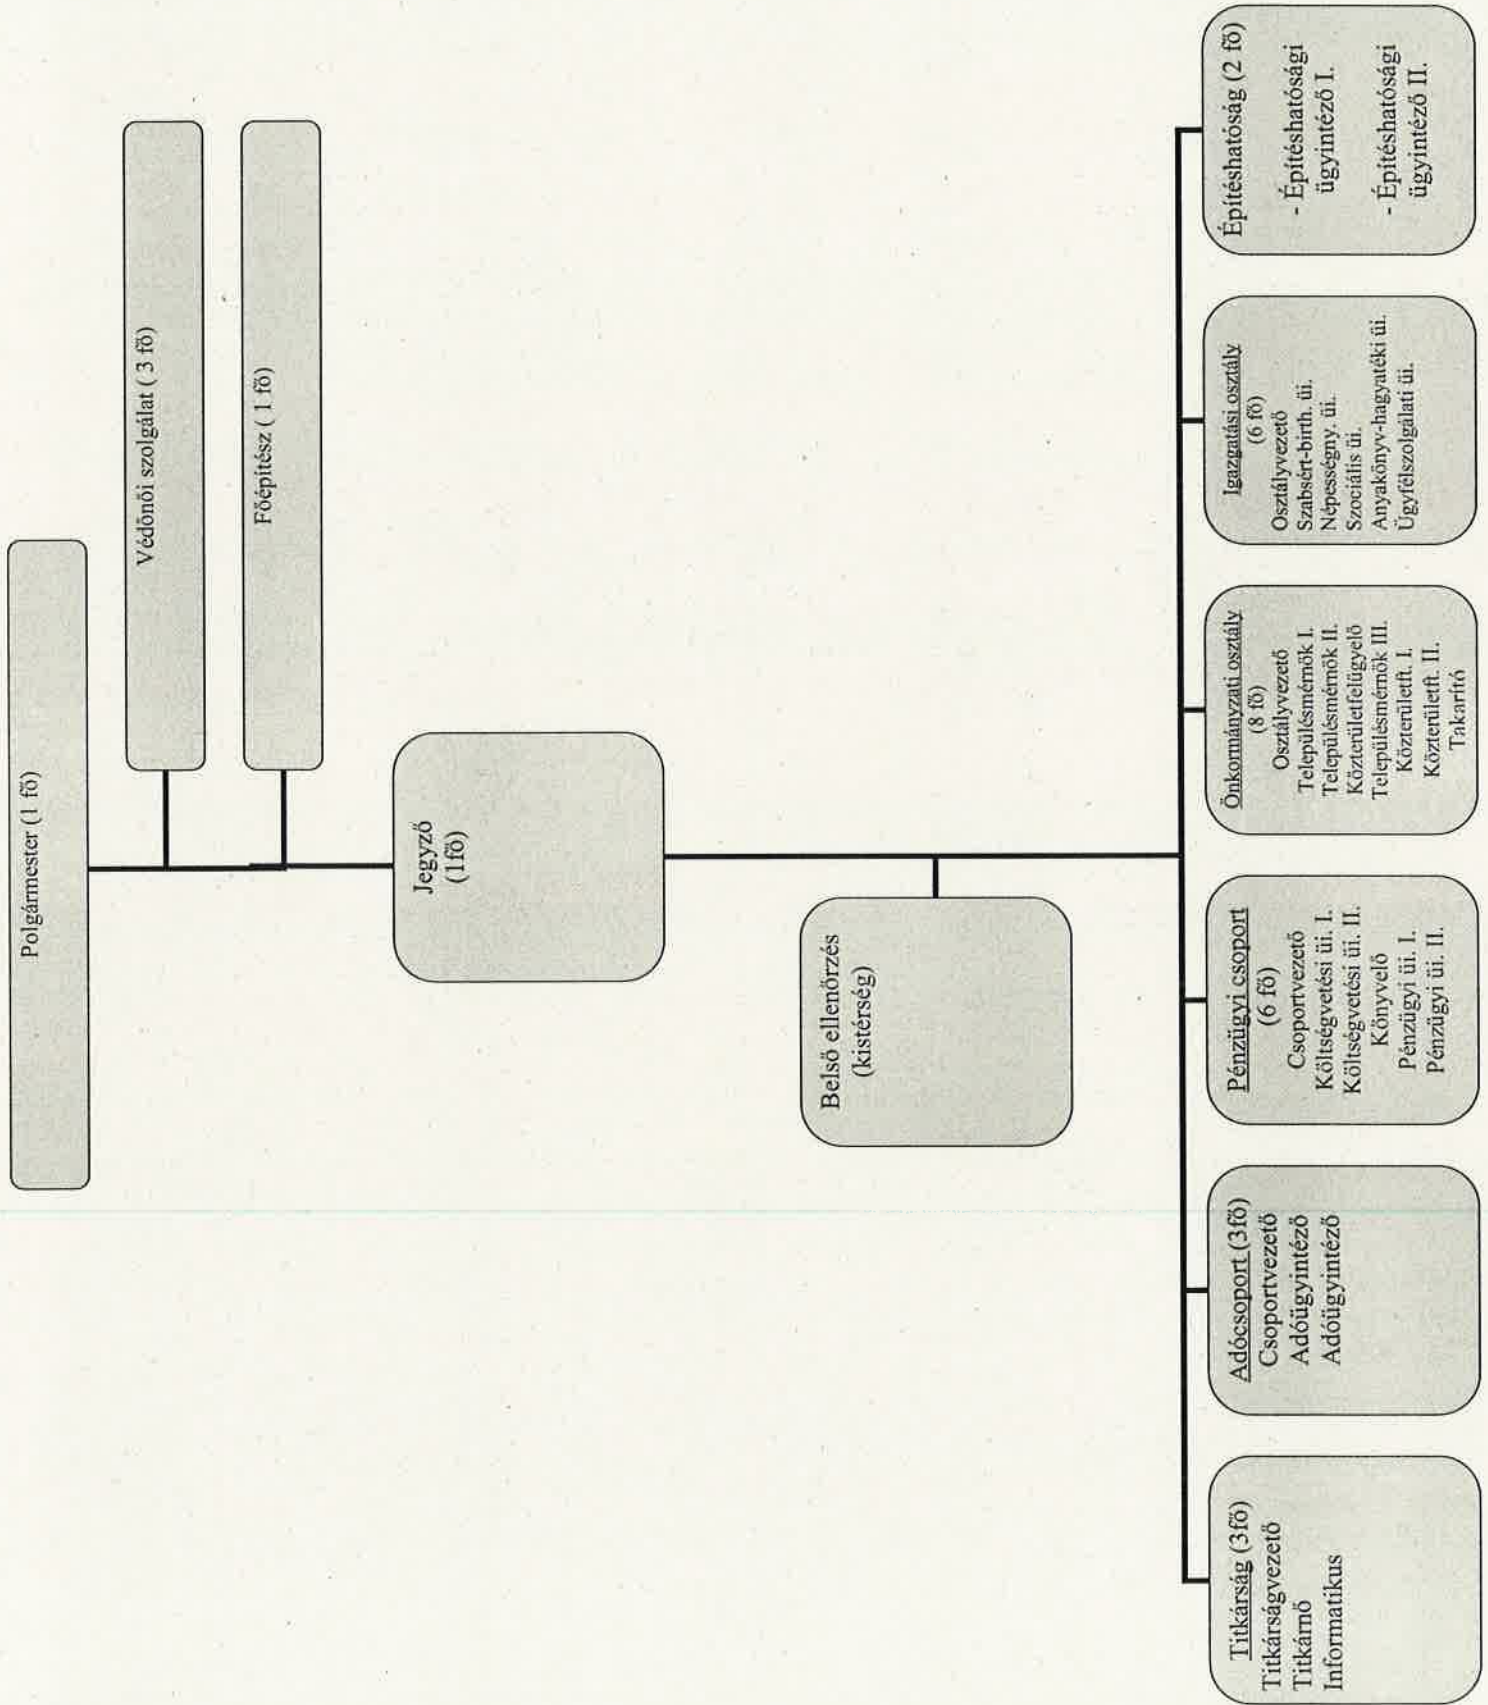 Polgármester (1 fő)
Védőnői szolgálat ( 3 fő)
Főépítész ( 1 fő)
Jegyző
(1fő)
Belső ellenőrzés
(kistérség)
Titkárság (3fő)
Titkárságvezető
Titkárnő
Informatikus
Adócsoport (3fő)
Csoportvezető
Adóügyintéző
Adóügyintéző
Pénzügyi csoport
(6 fő)
Csoportvezető
Költségvetési üi. I.
Költségvetési üi. II.
Könyvelő
Pénzügyi üi. I.
Pénzügyi üi. II.
Önkormányzati osztály
(8 fő)
Osztályvezető
Településmérnök I.
Településmérnök II.
Közterületfelügyelő
Településmérnök III.
Közterületft. I.
Közterületft. II.
Takarító
Igazgatási osztály
(6 fő)
Osztályvezető
Szabsért-birth. üi.
Népességny. üi.
Szociális üi.
Anyakönyv-hagyatéki üi.
Ügyfélszolgálati üi.
Építéshatóság (2 fő)
- Építéshatósági
ügyintéző I.
- Építéshatósági
ügyintéző II.